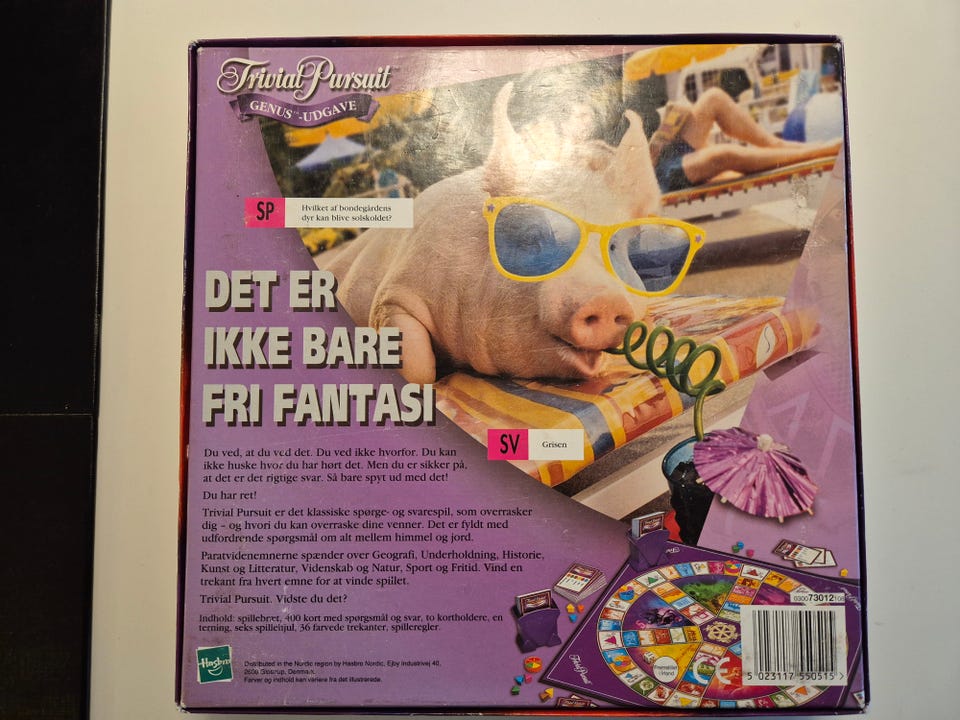 Trivial Pursuit
GENUS™-UDGAVE
SP
Hvilket af bondegårdens
dyr kan blive solskoldet?
DET ER
IKKE BARE
FRI FANTASI
SV
Grisen
Du ved, at du ved det. Du ved ikke hvorfor. Du kan
ikke huske hvor du har hørt det. Men du er sikker på,
at det er det rigtige svar. Så bare spyt ud med det!
Du har ret!
Trivial Pursuit er det klassiske spørge- og svarespil, som overrasker
dig – og hvori du kan overraske dine venner. Det er fyldt med
udfordrende spørgsmål om alt mellem himmel og jord.
Paratvidenemnerne spænder over Geografi, Underholdning, Historie,
Kunst og Litteratur, Videnskab og Natur, Sport og Fritid. Vind en
trekant fra hvert emne for at vinde spillet.
Trivial Pursuit. Vidste du det?
Indhold: spillebret, 400 kort med spørgsmål og svar, to kortholdere, en
terning, seks spillehjul, 36 farvede trekanter, spilleregler.
Hasbro
Distributed in the Nordic region by Hasbro Nordic, Ejby Industrivej 40,
2600 Glostrup, Denmark.
Farver og indhold kan variere fra det illustrerede.
Trivial Pursuit
CE
030073012108
5 023117 550515 >